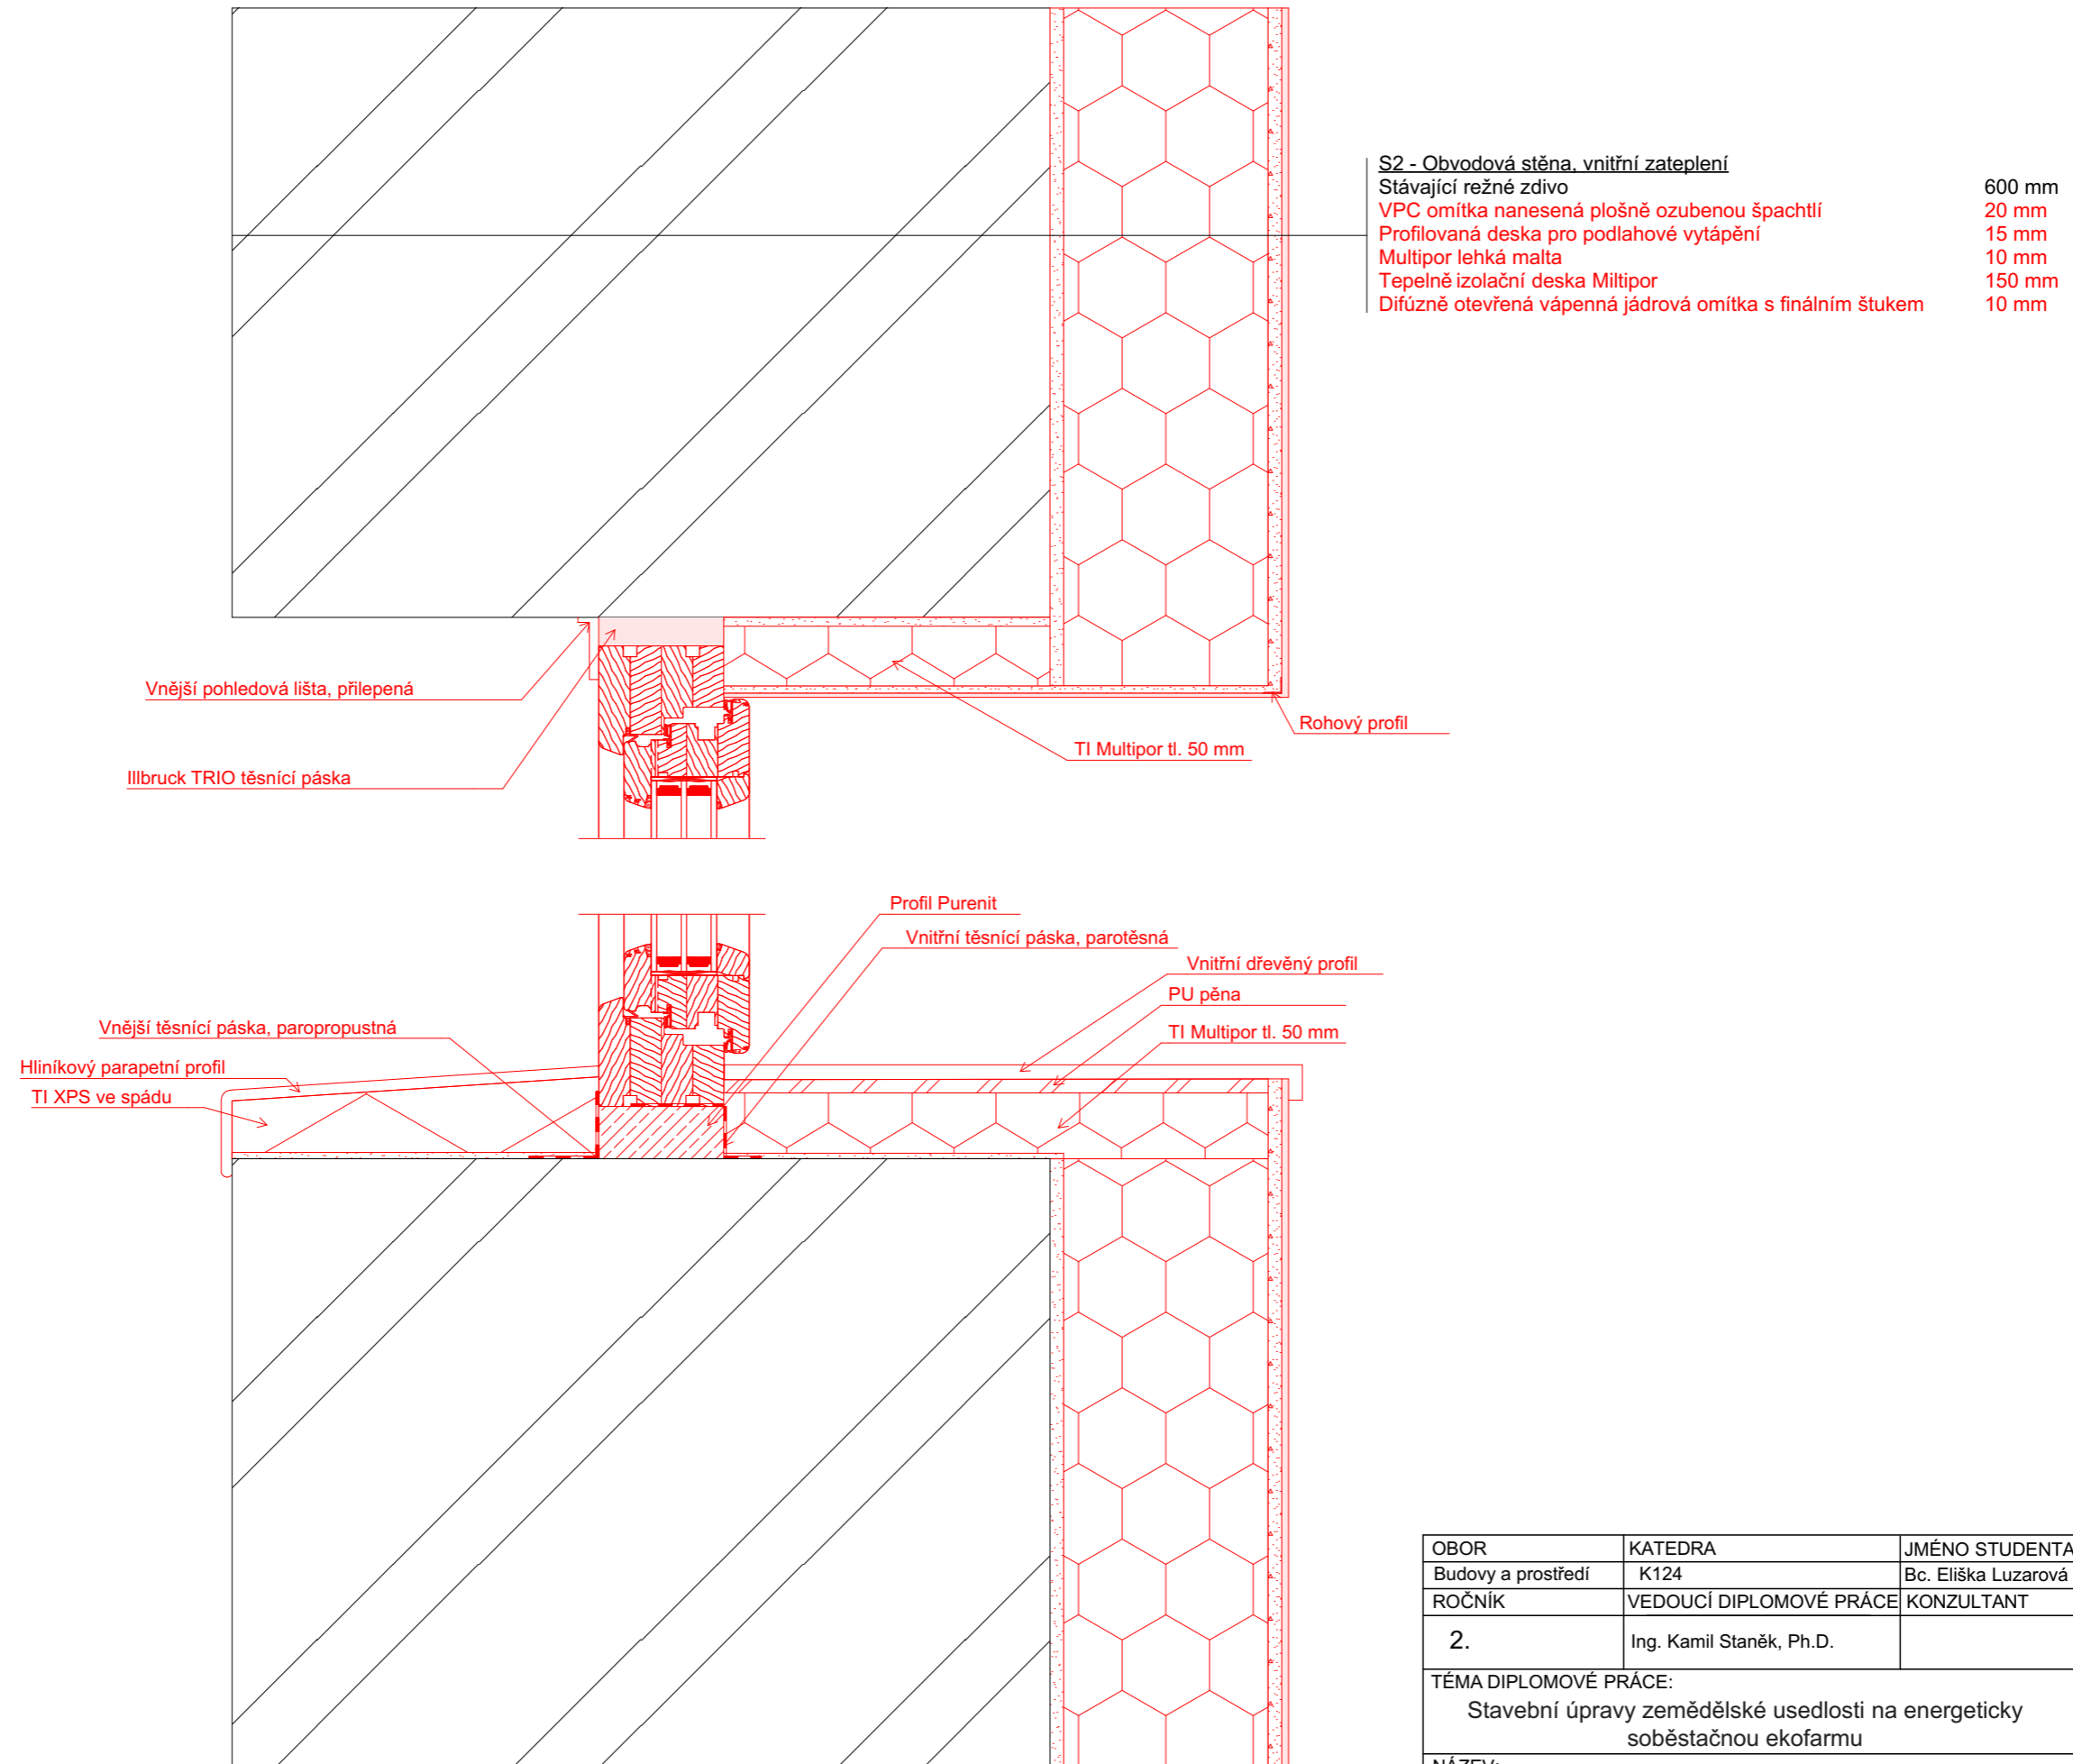 S2 - Obvodová stěna, vnitřní zateplení
Stávající režné zdivo 600 mm
VPC omítka nanesená plošně ozubenou špachtlí 20 mm
Profilovaná deska pro podlahové vytápění 15 mm
Multipor lehká malta 10 mm
Tepelně izolační deska Miltipor 150 mm
Difúzně otevřená vápenná jádrová omítka s finálním štukem 10 mm
Vnější pohledová lišta, přilepená
Rohový profil
TI Multipor tl. 50 mm
Illbruck TRIO těsnící páska
Profil Purenit
Vnitřní těsnící páska, parotěsná
Vnitřní dřevěný profil
PU pěna
Vnější těsnící páska, paropropustná
TI Multipor tl. 50 mm
Hliníkový parapetní profil
TI XPS ve spádu
OBOR KATEDRA JMÉNO STUDENTA
Budovy a prostředí K124 Bc. Eliška Luzarová
ROČNÍK VEDOUCÍ DIPLOMOVÉ PRÁCE KONZULTANT
2. Ing. Kamil Staněk, Ph.D.
TÉMA DIPLOMOVÉ PRÁCE:
Stavební úpravy zemědělské usedlosti na energeticky
soběstačnou ekofarmu
NÁZEV: